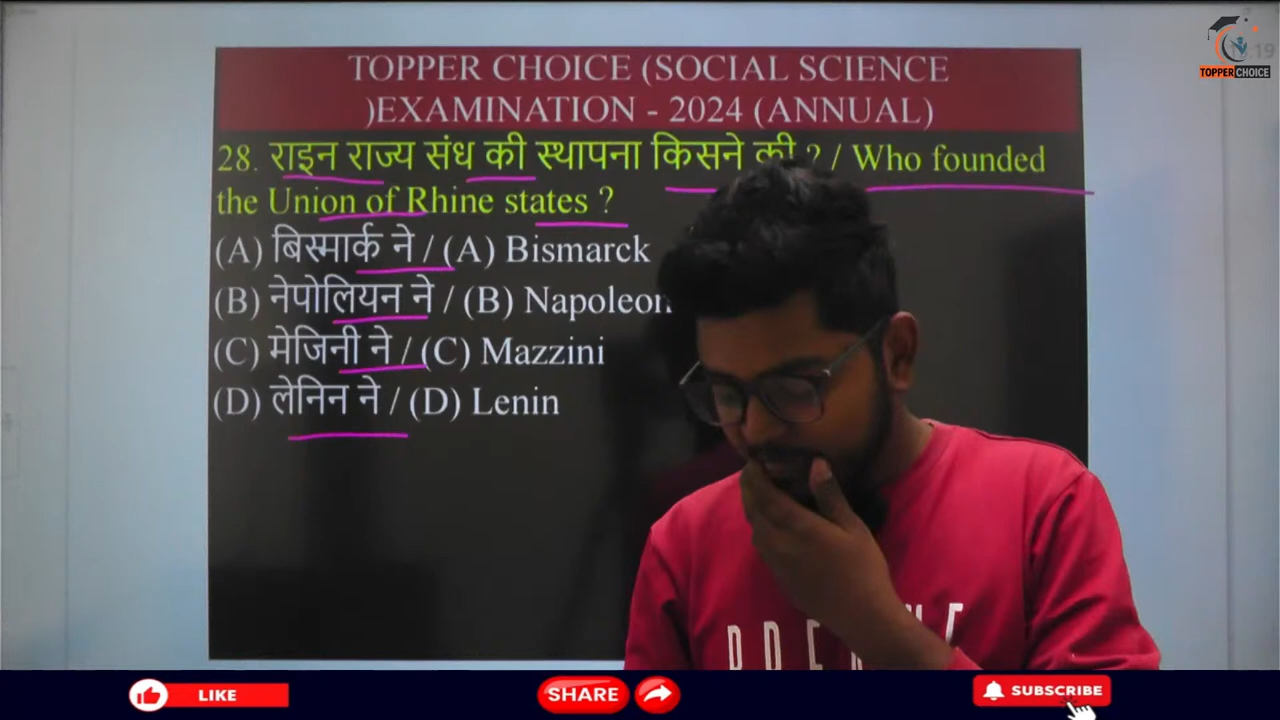 TOPPER CHOICE (SOCIAL SCIENCE
)EXAMINATION - 2024 (ANNUAL)
28. राइन राज्य संध की स्थापना किसने की ? / Who founded
the Union of Rhine states ?
(A) बिस्मार्क ने / (A) Bismarck
(B) नेपोलियन ने / (B) Napoleon
(C) मेजिनी ने / (C) Mazzini
(D) लेनिन ने / (D) Lenin
TOPPER CHOICE
LIKE
SHARE
SUBSCRIBE